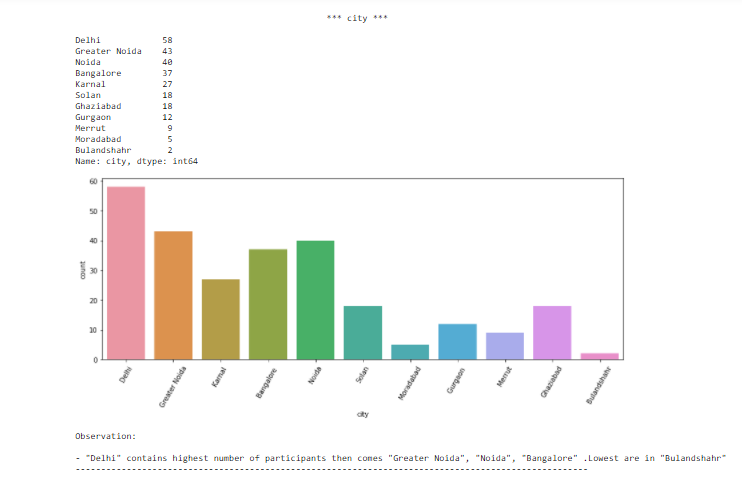 *** city ***
Delhi 58
Greater Noida 43
Noida 40
Bangalore 37
Karnal 27
Solan 18
Ghaziabad 18
Gurgaon 12
Merrut 9
Moradabad 5
Bulandshahr 2
Name: city, dtype: int64
60
50
40
30
20
10
0
count
Delhi
Greater Noida
Karnal
Bangalore
Noida
Solan
Moradabad
Gurgaon
Merrut
Ghaziabad
Bulandshahr
city
Observation:
- "Delhi" contains highest number of participants then comes "Greater Noida", "Noida", "Bangalore" .Lowest are in "Bulandshahr"